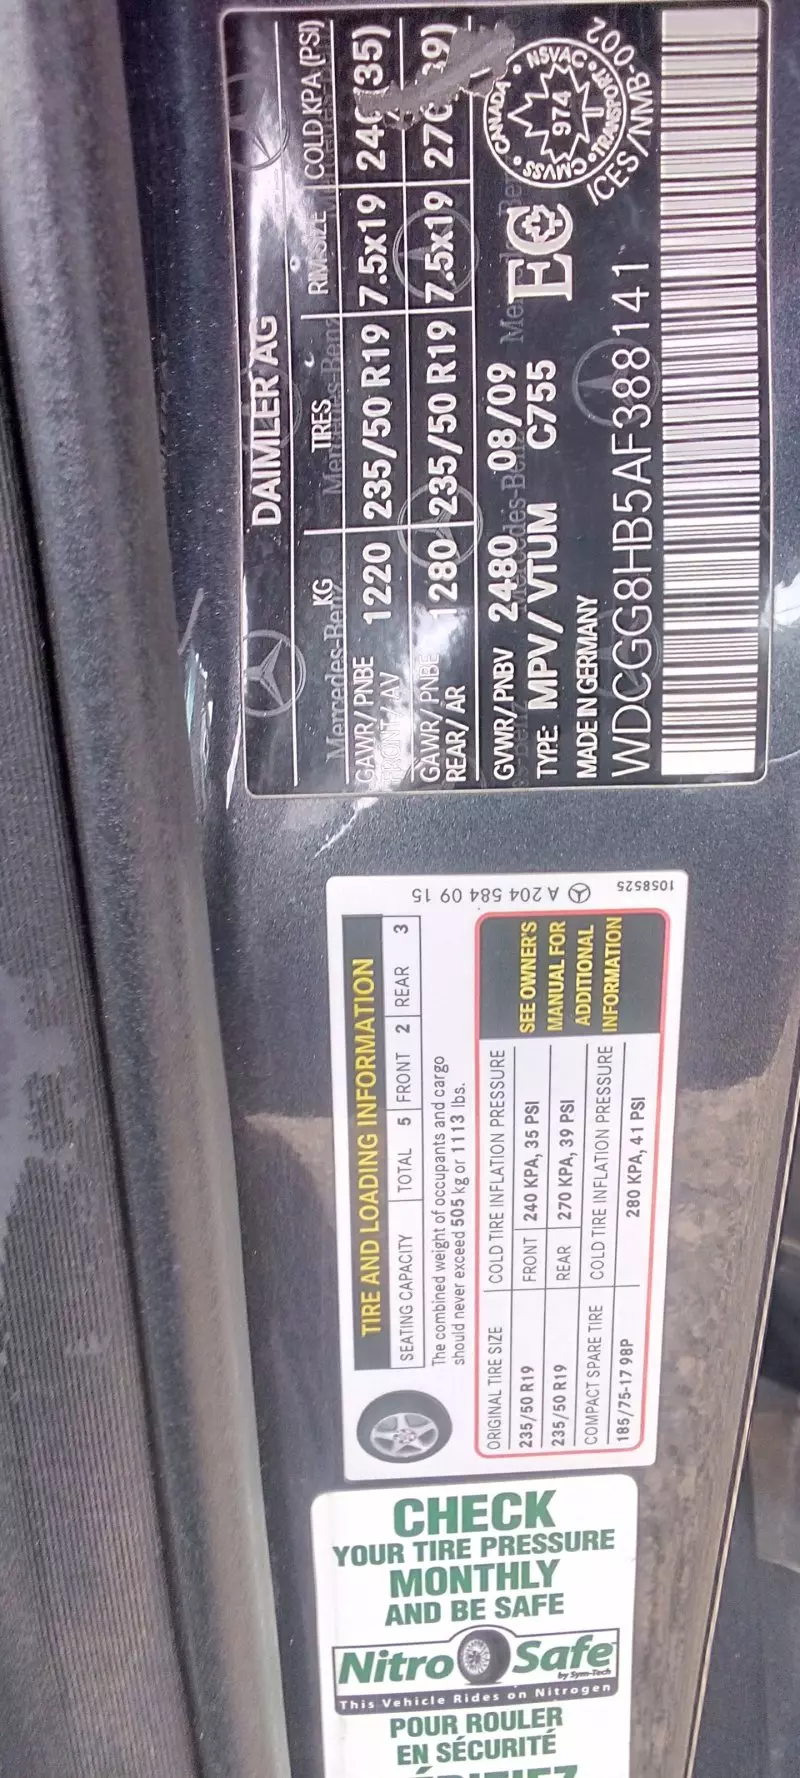 DAIMLER AG
KG TIRES RIM SIZE COLD KPA (PSI)
GAWR/ PNBE FRONT / AV 1220 235/50 R19 7.5x19 (35)
GAWR/ PNBE REAR/ AR 1280 235/50 R19 7.5x19
GVWR/ PNBV 2480 08/09
TYPE: MPV/VTUM C755
EC
CANADA • NSVAC • TRANSPORT • CMVSS
974
ICES/NMB-002
MADE IN GERMANY
WDCGG8HB5AF388141
Mercedes-Benz
A 204 584 09 15
1058525
TIRE AND LOADING INFORMATION
SEATING CAPACITY TOTAL 5 FRONT 2 REAR 3
The combined weight of occupants and cargo
should never exceed 505 kg or 1113 lbs.
ORIGINAL TIRE SIZE COLD TIRE INFLATION PRESSURE
235/50 R19 FRONT 240 KPA, 35 PSI
235/50 R19 REAR 270 KPA, 39 PSI
COMPACT SPARE TIRE COLD TIRE INFLATION PRESSURE
185/75-17 98P 280 KPA, 41 PSI
SEE OWNER'S
MANUAL FOR
ADDITIONAL
INFORMATION
CHECK
YOUR TIRE PRESSURE
MONTHLY
AND BE SAFE
Nitro Safe
by Sym-Tech
This Vehicle Rides on Nitrogen
POUR ROULER
EN SÉCURITÉ